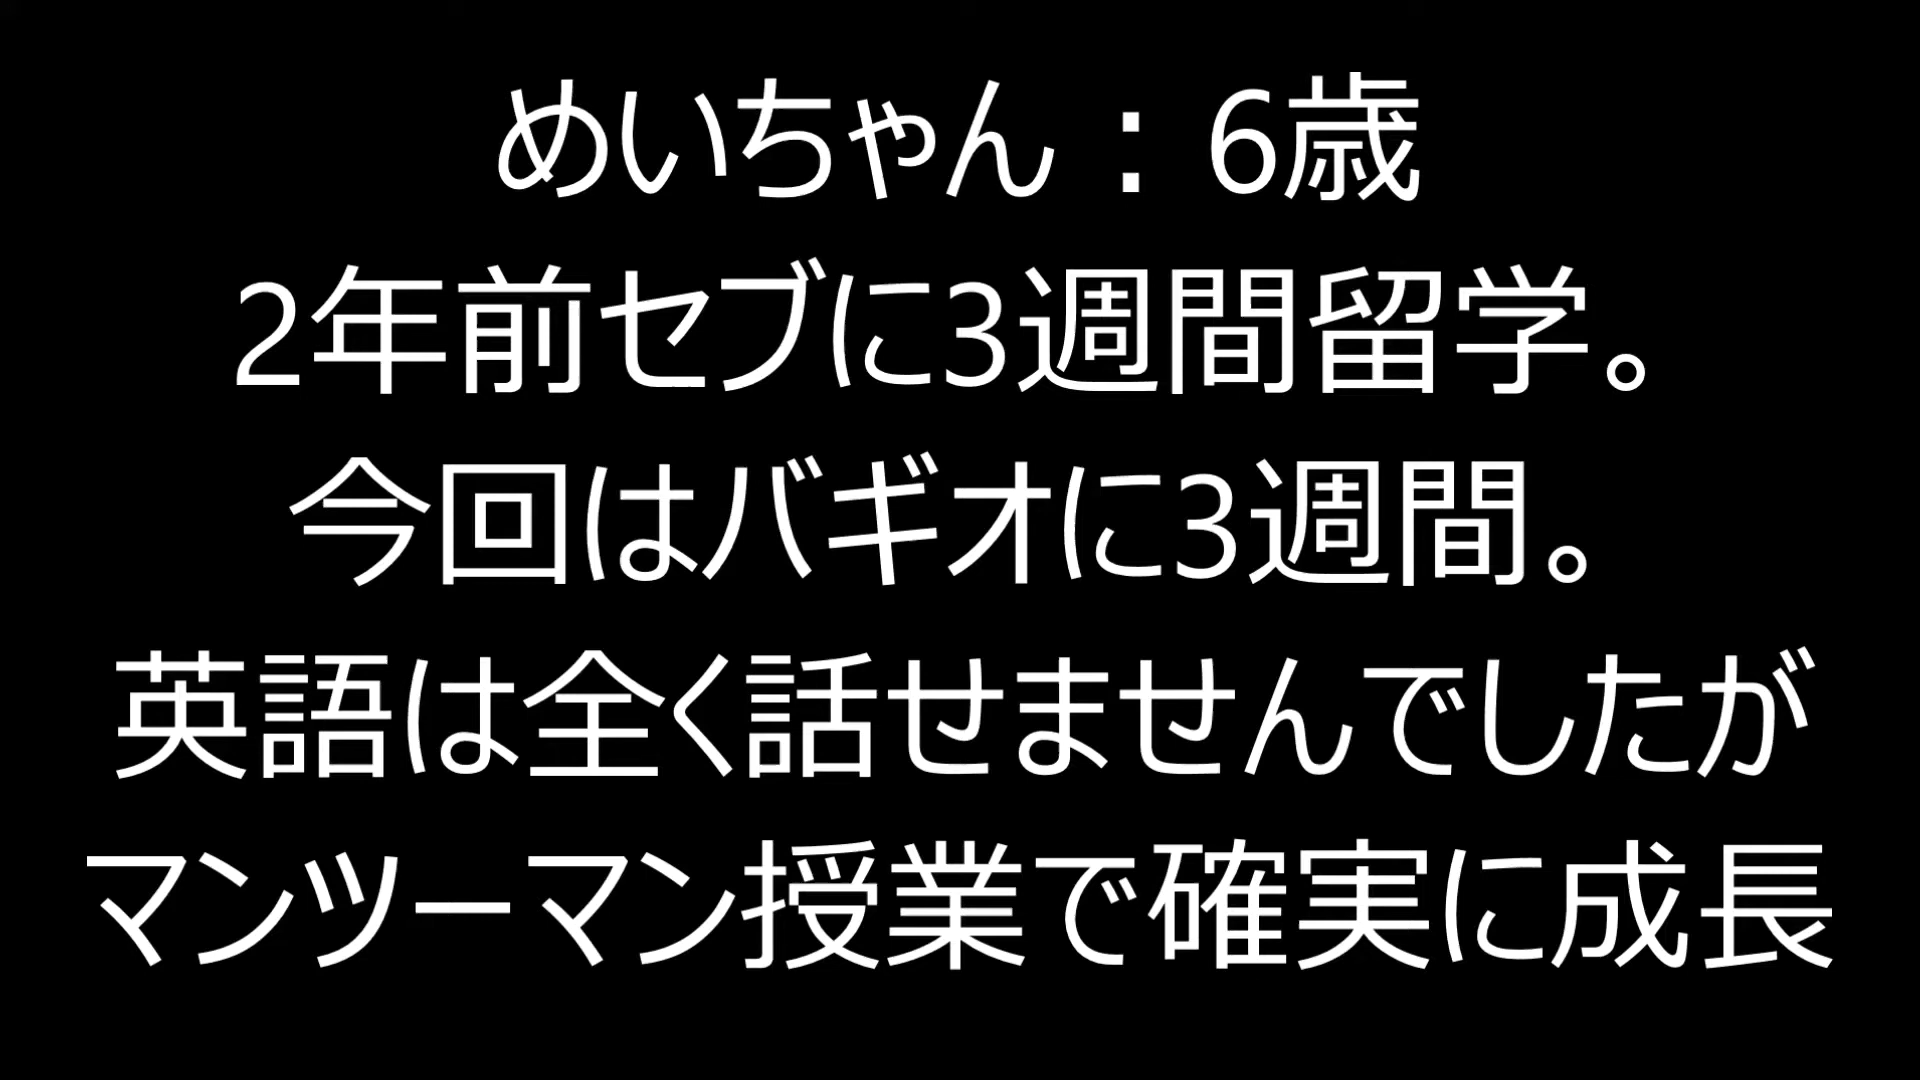 めいちゃん：6歳
2年前セブに3週間留学。
今回はバギオに3週間。
英語は全く話せませんでしたが
マンツーマン授業で確実に成長